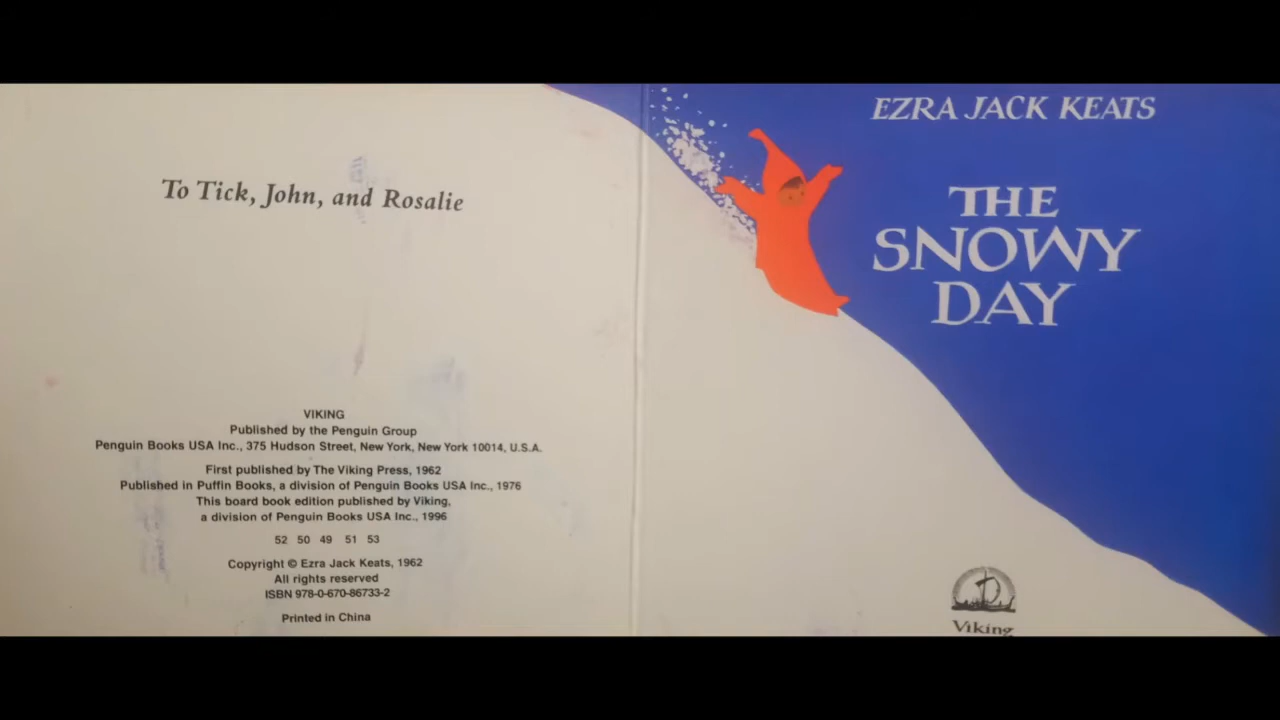 To Tick, John, and Rosalie
VIKING
Published by the Penguin Group
Penguin Books USA Inc., 375 Hudson Street, New York, New York 10014, U.S.A.
First published by The Viking Press, 1962
Published in Puffin Books, a division of Penguin Books USA Inc., 1976
This board book edition published by Viking,
a division of Penguin Books USA Inc., 1996
52 50 49 51 53
Copyright © Ezra Jack Keats, 1962
All rights reserved
ISBN 978-0-670-86733-2
Printed in China
EZRA JACK KEATS
THE
SNOWY
DAY
Viking